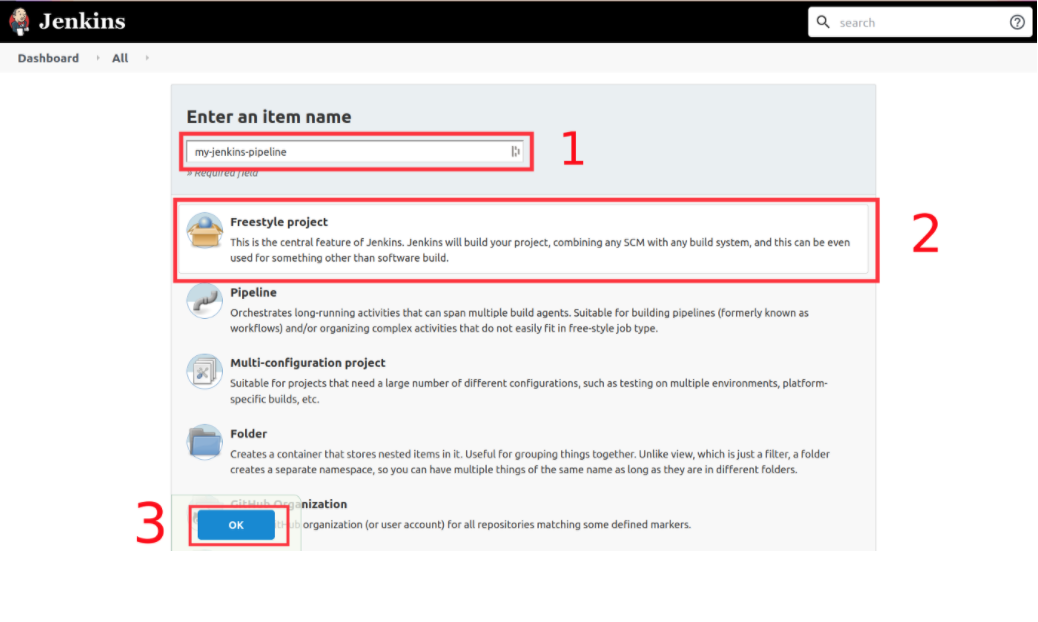 Jenkins
search
Dashboard
All
Enter an item name
my-jenkins-pipeline
1
» Required field
Freestyle project
This is the central feature of Jenkins. Jenkins will build your project, combining any SCM with any build system, and this can be even
used for something other than software build.
2
Pipeline
Orchestrates long-running activities that can span multiple build agents. Suitable for building pipelines (formerly known as
workflows) and/or organizing complex activities that do not easily fit in free-style job type.
Multi-configuration project
Suitable for projects that need a large number of different configurations, such as testing on multiple environments, platform-
specific builds, etc.
Folder
Creates a container that stores nested items in it. Useful for grouping things together. Unlike view, which is just a filter, a folder
creates a separate namespace, so you can have multiple things of the same name as long as they are in different folders.
GitHub Organization
3
OK
organization (or user account) for all repositories matching some defined markers.